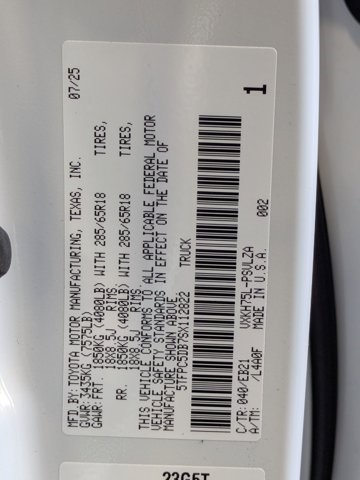 MFD.BY:TOYOTA MOTOR MANUFACTURING, TEXAS, INC. 07/25
GVWR:3435KG (7575LB)
GAWR:FRT. 1850KG (4080LB) WITH 285/65R18 TIRES,
18X8.5J RIMS,
RR. 1850KG (4080LB) WITH 285/65R18 TIRES,
18X8.5J RIMS.
THIS VEHICLE CONFORMS TO ALL APPLICABLE FEDERAL MOTOR
VEHICLE SAFETY STANDARDS IN EFFECT ON THE DATE OF
MANUFACTURE SHOWN ABOVE.
5TFPC5DB7SX112822 TRUCK
C/TR: 040/EB21 VXKH75L-PSVLZA
A/TM: /L4A0F MADE IN U.S.A. 002 1
23G5T